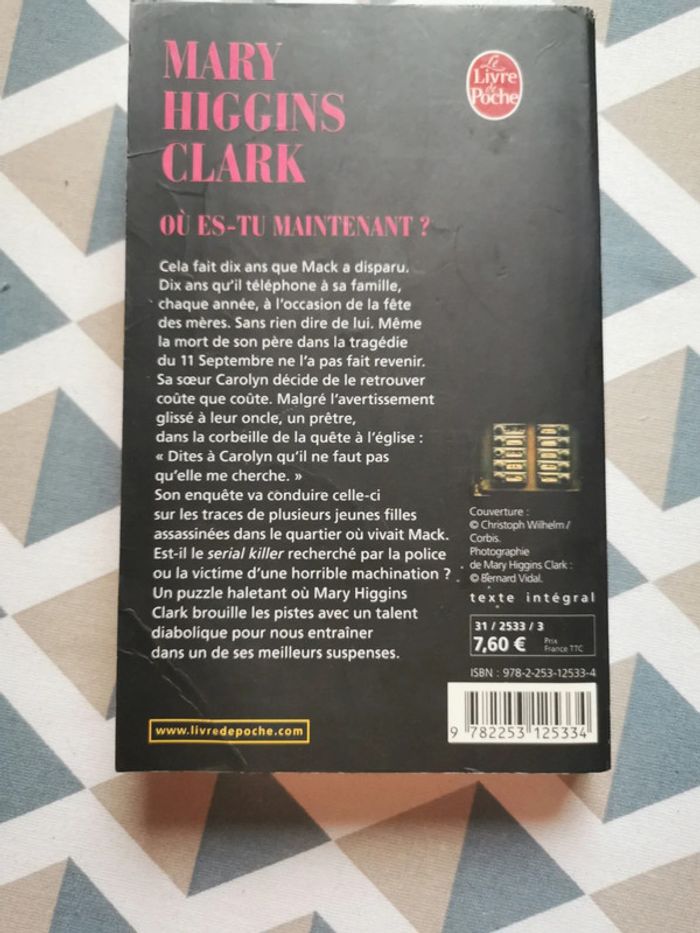 MARY
HIGGINS
CLARK
Le
Livre
de
Poche
OÙ ES-TU MAINTENANT ?
Cela fait dix ans que Mack a disparu.
Dix ans qu'il téléphone à sa famille,
chaque année, à l'occasion de la fête
des mères. Sans rien dire de lui. Même
la mort de son père dans la tragédie
du 11 Septembre ne l'a pas fait revenir.
Sa sœur Carolyn décide de le retrouver
coûte que coûte. Malgré l'avertissement
glissé à leur oncle, un prêtre,
dans la corbeille de la quête à l'église :
« Dites à Carolyn qu'il ne faut pas
qu'elle me cherche. »
Son enquête va conduire celle-ci
sur les traces de plusieurs jeunes filles
assassinées dans le quartier où vivait Mack.
Est-il le serial killer recherché par la police
ou la victime d'une horrible machination ?
Un puzzle haletant où Mary Higgins
Clark brouille les pistes avec un talent
diabolique pour nous entraîner
dans un de ses meilleurs suspenses.
www.livredepoche.com
Couverture :
© Christoph Wilhelm /
Corbis.
Photographie
de Mary Higgins Clark :
© Bernard Vidal.
texte intégral
31 / 2533 / 3
7,60 €
Prix
France TTC
ISBN : 978-2-253-12533-4
9 782253 125334